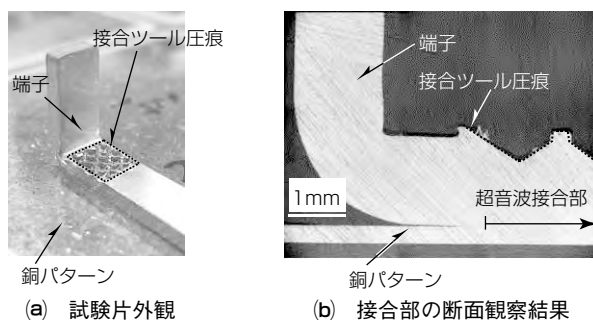 接合ツール圧痕
端子
銅パターン
(a) 試験片外観
端子
接合ツール圧痕
1mm
超音波接合部
銅パターン
(b) 接合部の断面観察結果